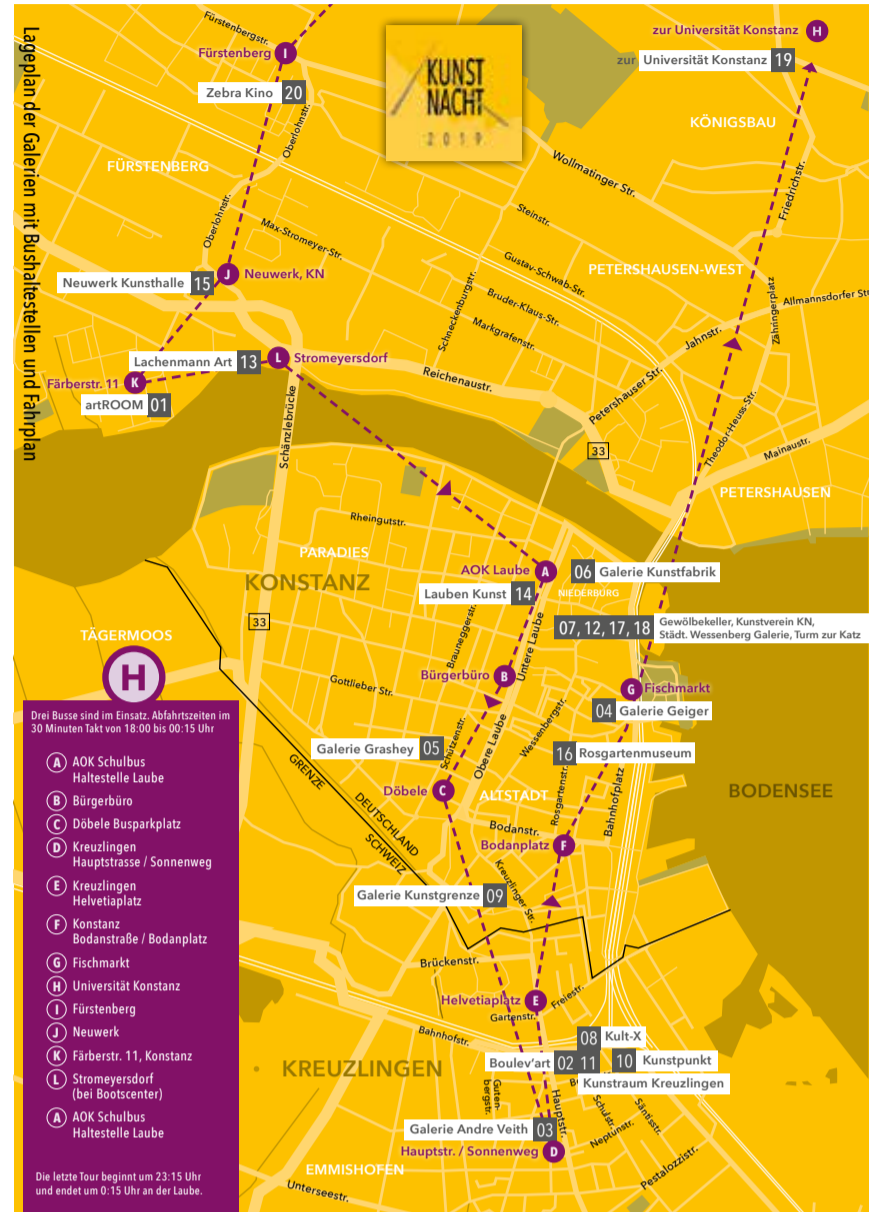 Lageplan der Galerien mit Bushaltestellen und Fahrplan
KUNST
NACHT
2019
zur Universität Konstanz
H
zur Universität Konstanz 19
Fürstenbergstr.
Fürstenberg I
Zebra Kino 20
Oberlohnstr.
KÖNIGSBAU
FÜRSTENBERG
Wollmatinger Str.
Friedrichstr.
Oberlohnstr.
Steinstr.
Max-Stromeyer-Str.
Gustav-Schwab-Str.
PETERSHAUSEN-WEST
J Neuwerk, KN
Neuwerk Kunsthalle 15
Schneckenburgstr.
Bruder-Klaus-Str.
Markgrafenstr.
Zähringerplatz
Allmannsdorfer Str
Jahnstr.
Lachenmann Art 13
L Stromeyersdorf
Reichenaustr.
Färberstr. 11 K
artROOM 01
Petershauser Str.
Theodor-Heuss-Str.
Schänzlebrücke
33
Mainaustr.
PETERSHAUSEN
Rheingutstr.
PARADIES
KONSTANZ
AOK Laube A
06 Galerie Kunstfabrik
Lauben Kunst 14
NIEDERBURG
33
07, 12, 17, 18
Gewölbekeller, Kunstverein KN,
Städt. Wessenberg Galerie, Turm zur Katz
TÄGERMOOS
Brauneggerstr.
Untere Laube
Bürgerbüro B
Gottlieber Str.
G Fischmarkt
04 Galerie Geiger
Wessenbergstr.
Schützenstr.
Obere Laube
Galerie Grashey 05
16 Rosgartenmuseum
GRENZE
Döbele C
ALTSTADT
Rosgartenstr.
Bahnhofplatz
BODENSEE
DEUTSCHLAND
SCHWEIZ
Bodanstr.
Bodanplatz F
Kreuzlinger Str.
Galerie Kunstgrenze 09
Brückenstr.
Helvetiaplatz E
Freiestr.
Gartenstr.
Bahnhofstr.
08 Kult-X
KREUZLINGEN
Boulev'art 02 11
10 Kunstpunkt
Kunstraum Kreuzlingen
Guten-
bergstr.
Hauptstr.
Schulstr.
Säntisstr.
Neptunstr.
Galerie Andre Veith 03
Hauptstr. / Sonnenweg D
Pestalozzistr.
EMMISHOFEN
Unterseestr.
H
Drei Busse sind im Einsatz. Abfahrtszeiten im
30 Minuten Takt von 18:00 bis 00:15 Uhr
A AOK Schulbus
Haltestelle Laube
B Bürgerbüro
C Döbele Busparkplatz
D Kreuzlingen
Hauptstrasse / Sonnenweg
E Kreuzlingen
Helvetiaplatz
F Konstanz
Bodanstraße / Bodanplatz
G Fischmarkt
H Universität Konstanz
I Fürstenberg
J Neuwerk
K Färberstr. 11, Konstanz
L Stromeyersdorf
(bei Bootscenter)
A AOK Schulbus
Haltestelle Laube
Die letzte Tour beginnt um 23:15 Uhr
und endet um 0:15 Uhr an der Laube.